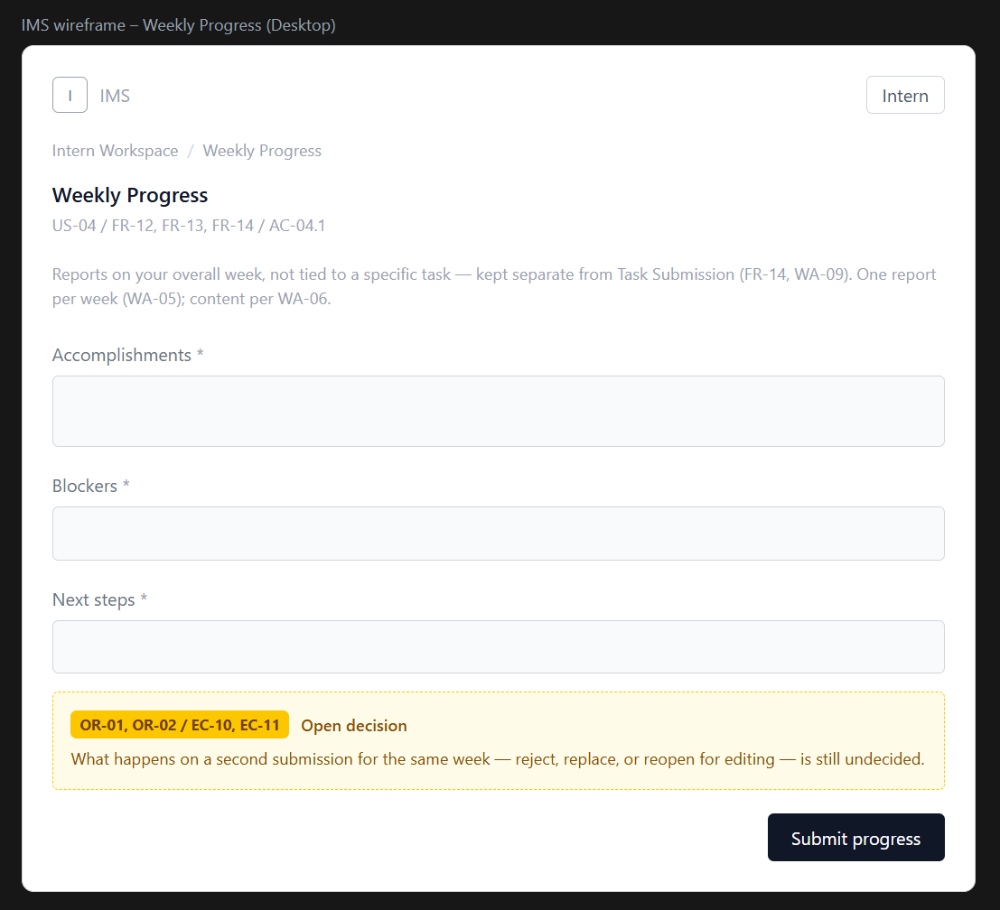 IMS wireframe – Weekly Progress (Desktop)
I IMS Intern
Intern Workspace / Weekly Progress
Weekly Progress
US-04 / FR-12, FR-13, FR-14 / AC-04.1
Reports on your overall week, not tied to a specific task — kept separate from Task Submission (FR-14, WA-09). One report
per week (WA-05); content per WA-06.
Accomplishments *
Blockers *
Next steps *
OR-01, OR-02 / EC-10, EC-11 Open decision
What happens on a second submission for the same week — reject, replace, or reopen for editing — is still undecided.
Submit progress